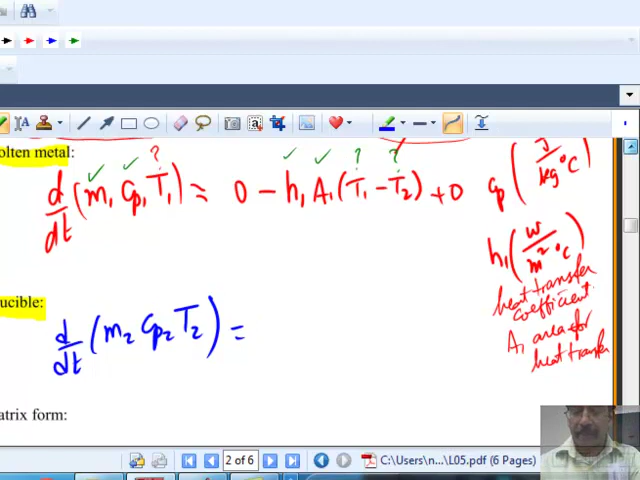 olten metal:
? ? ?
d/dt (m₁ Cp₁ T₁) = 0 - h₁ A₁ (T₁ - T₂) + 0
Cp (J/kg°C)
h₁ (W/m²°C)
heat transfer
coefficient.
A₁ area for
heat transfer
ucible:
d/dt (m₂ Cp₂ T₂) =
atrix form:
2 of 6
C:\Users\n...\L05.pdf (6 Pages)